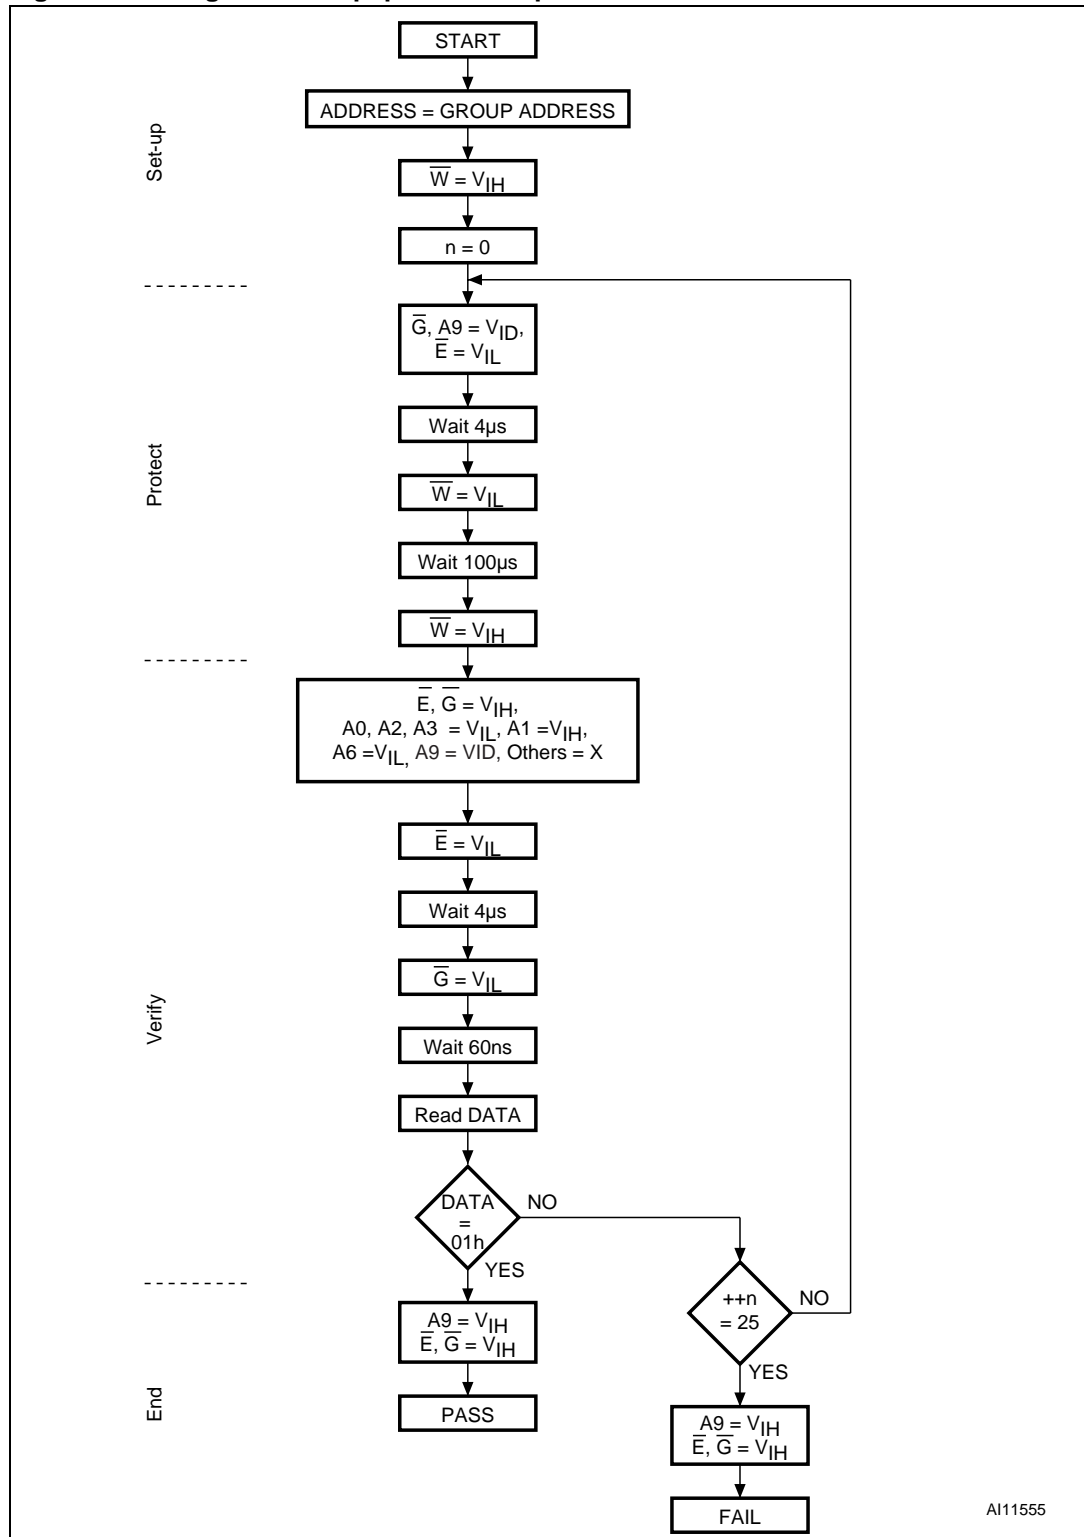 START
ADDRESS = GROUP ADDRESS
Set-up
W̅ = VIH
n = 0
G̅, A9 = VID,
E̅ = VIL
Wait 4µs
Protect
W̅ = VIL
Wait 100µs
W̅ = VIH
E̅, G̅ = VIH,
A0, A2, A3 = VIL, A1 =VIH,
A6 =VIL, A9 = VID, Others = X
E̅ = VIL
Wait 4µs
G̅ = VIL
Verify
Wait 60ns
Read DATA
DATA
=
01h
NO
YES
++n
= 25
NO
YES
A9 = VIH
E̅, G̅ = VIH
End
PASS
A9 = VIH
E̅, G̅ = VIH
FAIL
AI11555